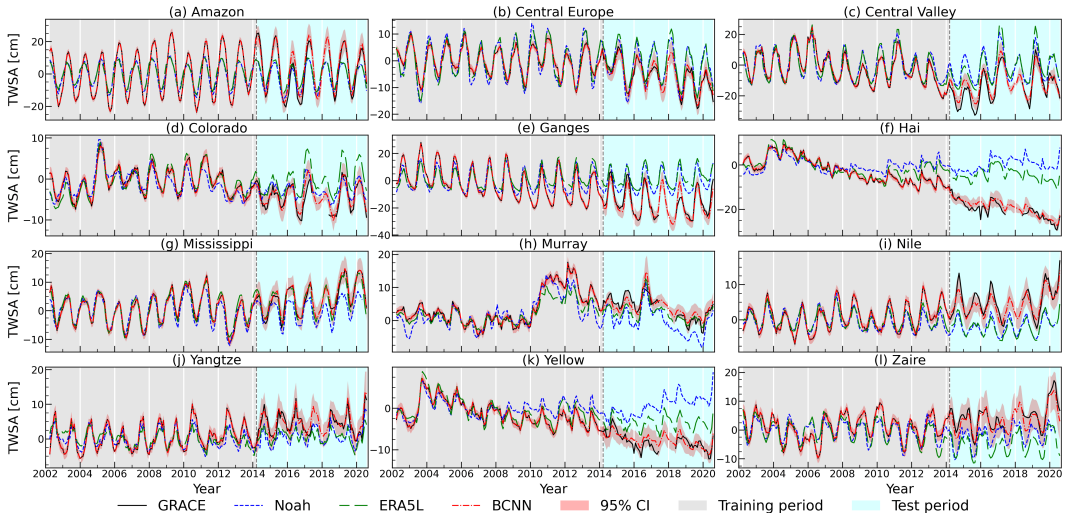 (a) Amazon (b) Central Europe (c) Central Valley
TWSA [cm] 20 0 −20 10 0 −10 −20 20 0 −20
(d) Colorado (e) Ganges (f) Hai
TWSA [cm] 10 0 −10 20 0 −20 −40 0 −20
(g) Mississippi (h) Murray (i) Nile
TWSA [cm] 20 10 0 −10 10 0 10 0
(j) Yangtze (k) Yellow (l) Zaire
TWSA [cm] 20 10 0 0 −10 20 10 0 −10
2002 2004 2006 2008 2010 2012 2014 2016 2018 2020 2002 2004 2006 2008 2010 2012 2014 2016 2018 2020 2002 2004 2006 2008 2010 2012 2014 2016 2018 2020
Year Year Year
GRACE Noah ERA5L BCNN 95% CI Training period Test period